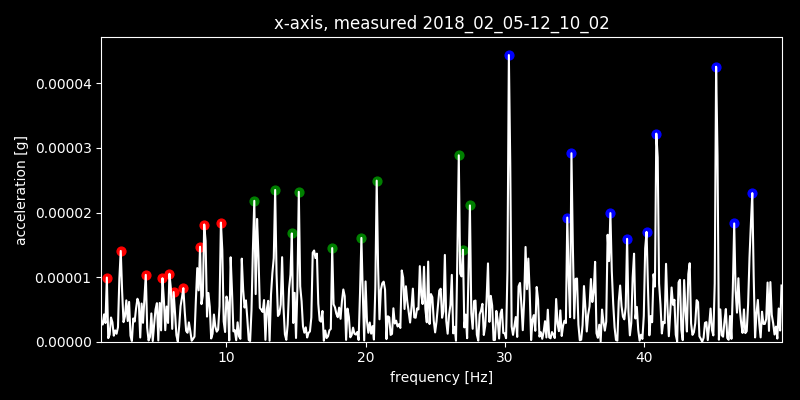 x-axis, measured 2018_02_05-12_10_02
0.00004
0.00003
0.00002
0.00001
0.00000
acceleration [g]
10 20 30 40
frequency [Hz]